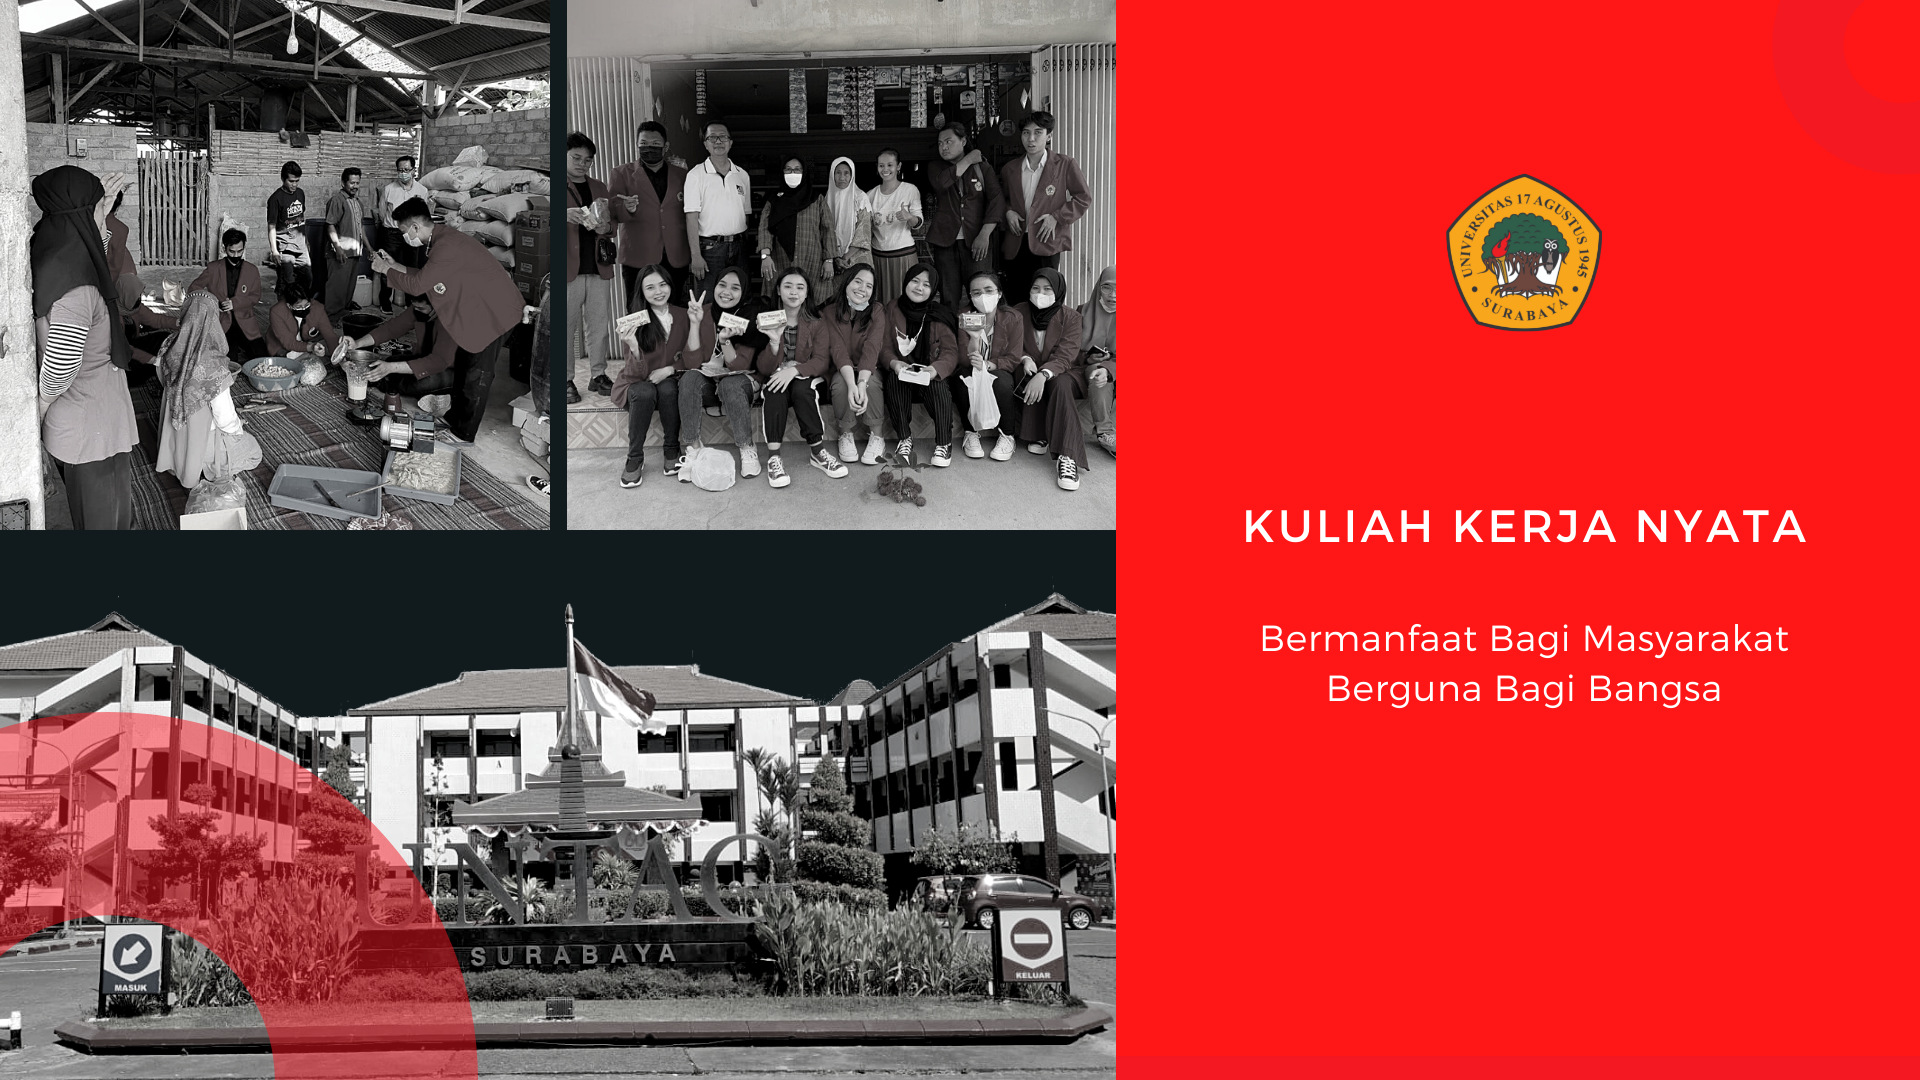 UNIVERSITAS 17 AGUSTUS 1945
SURABAYA
KULIAH KERJA NYATA
Bermanfaat Bagi Masyarakat
Berguna Bagi Bangsa
A
UNTAG
SURABAYA
MASUK
KELUAR